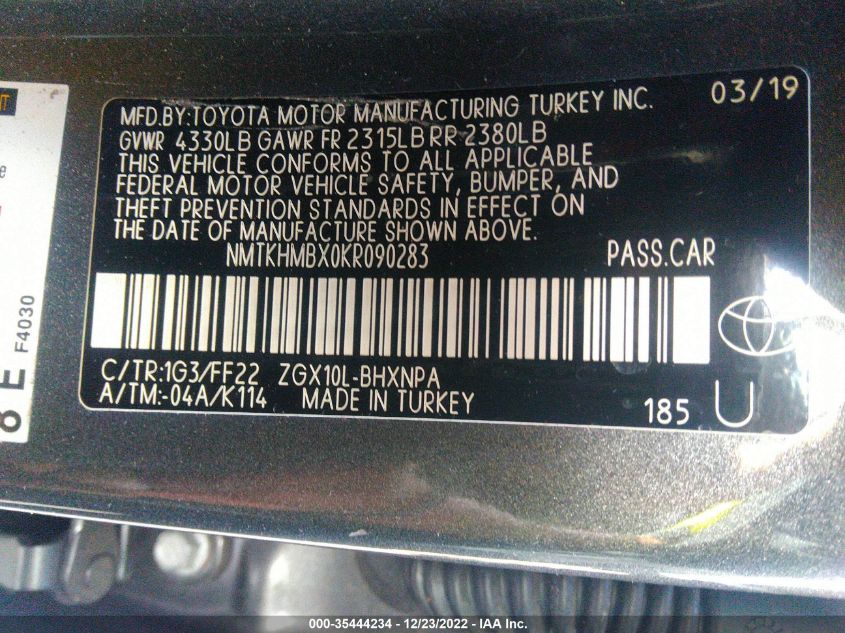 MFD.BY:TOYOTA MOTOR MANUFACTURING TURKEY INC. 03/19
GVWR 4330LB GAWR FR 2315LB RR 2380LB
THIS VEHICLE CONFORMS TO ALL APPLICABLE
FEDERAL MOTOR VEHICLE SAFETY, BUMPER, AND
THEFT PREVENTION STANDARDS IN EFFECT ON
THE DATE OF MANUFACTURE SHOWN ABOVE.
NMTKHMBX0KR090283 PASS.CAR
C/TR:1G3/FF22 ZGX10L-BHXNPA
A/TM:-04A/K114 MADE IN TURKEY
185 U
8 E F4030
000-35444234 - 12/23/2022 - IAA Inc.